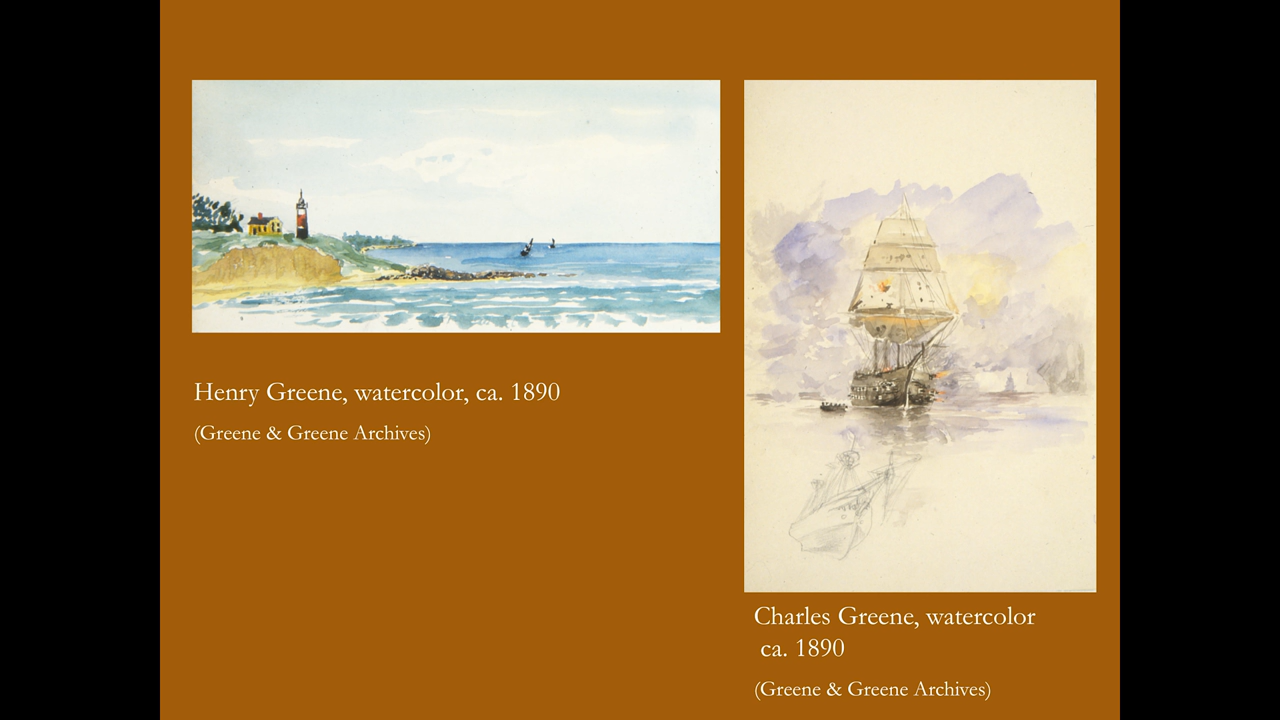 Henry Greene, watercolor, ca. 1890
(Greene & Greene Archives)
Charles Greene, watercolor
ca. 1890
(Greene & Greene Archives)